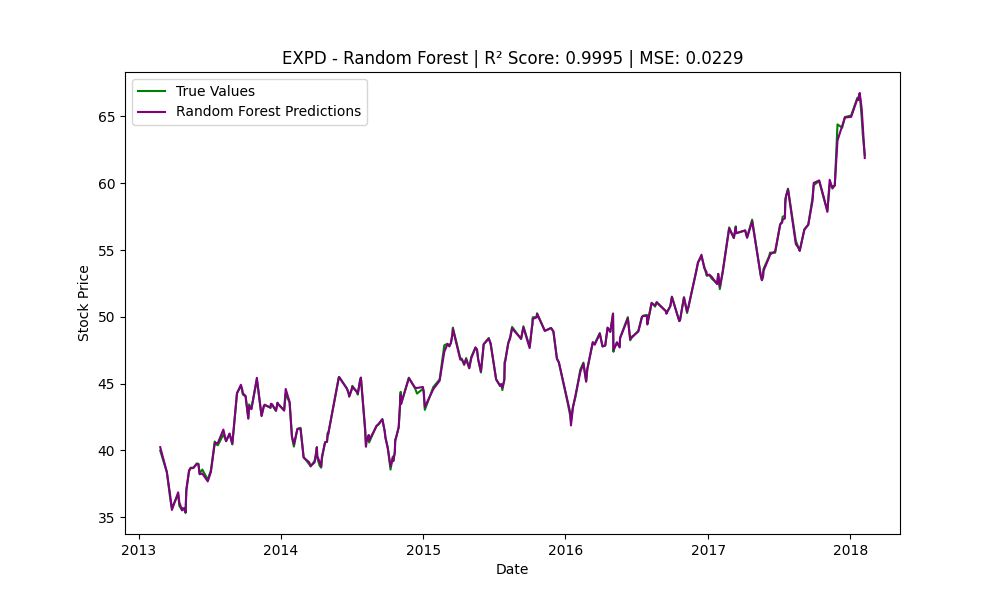 EXPD - Random Forest | R² Score: 0.9995 | MSE: 0.0229
True Values
Random Forest Predictions
65
60
55
50
45
40
35
Stock Price
2013
2014
2015
2016
2017
2018
Date